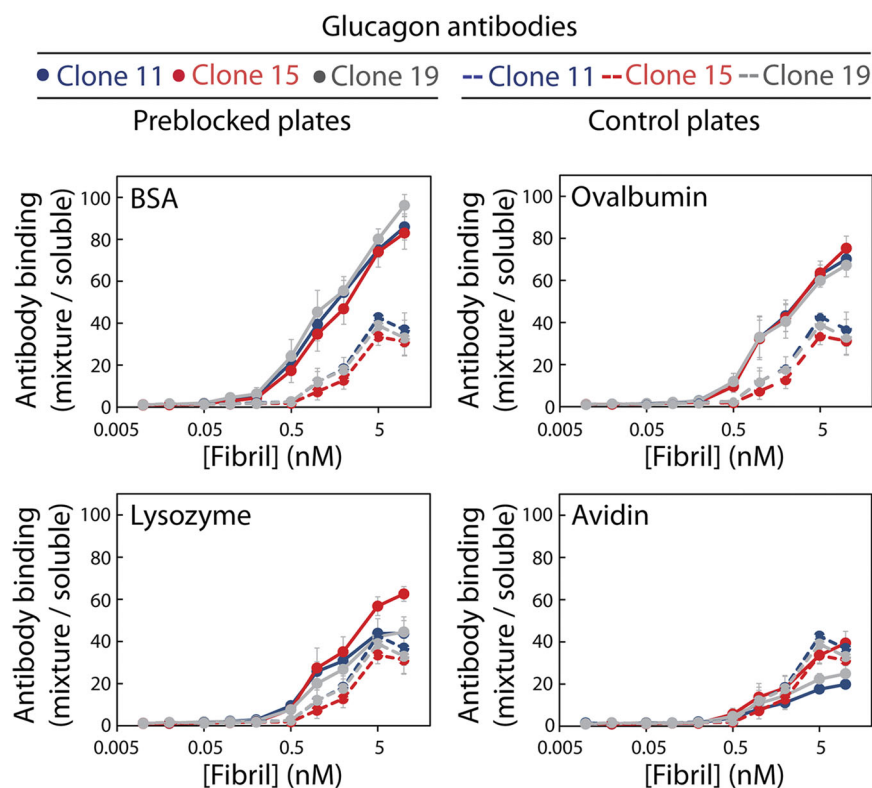 Glucagon antibodies
Clone 11 Clone 15 Clone 19 Clone 11 Clone 15 Clone 19
Preblocked plates Control plates
BSA
Antibody binding
(mixture / soluble)
100
80
60
40
20
0
0.005 0.05 0.5 5
[Fibril] (nM)
Ovalbumin
Antibody binding
(mixture / soluble)
100
80
60
40
20
0
0.005 0.05 0.5 5
[Fibril] (nM)
Lysozyme
Antibody binding
(mixture / soluble)
100
80
60
40
20
0
0.005 0.05 0.5 5
[Fibril] (nM)
Avidin
Antibody binding
(mixture / soluble)
100
80
60
40
20
0
0.005 0.05 0.5 5
[Fibril] (nM)